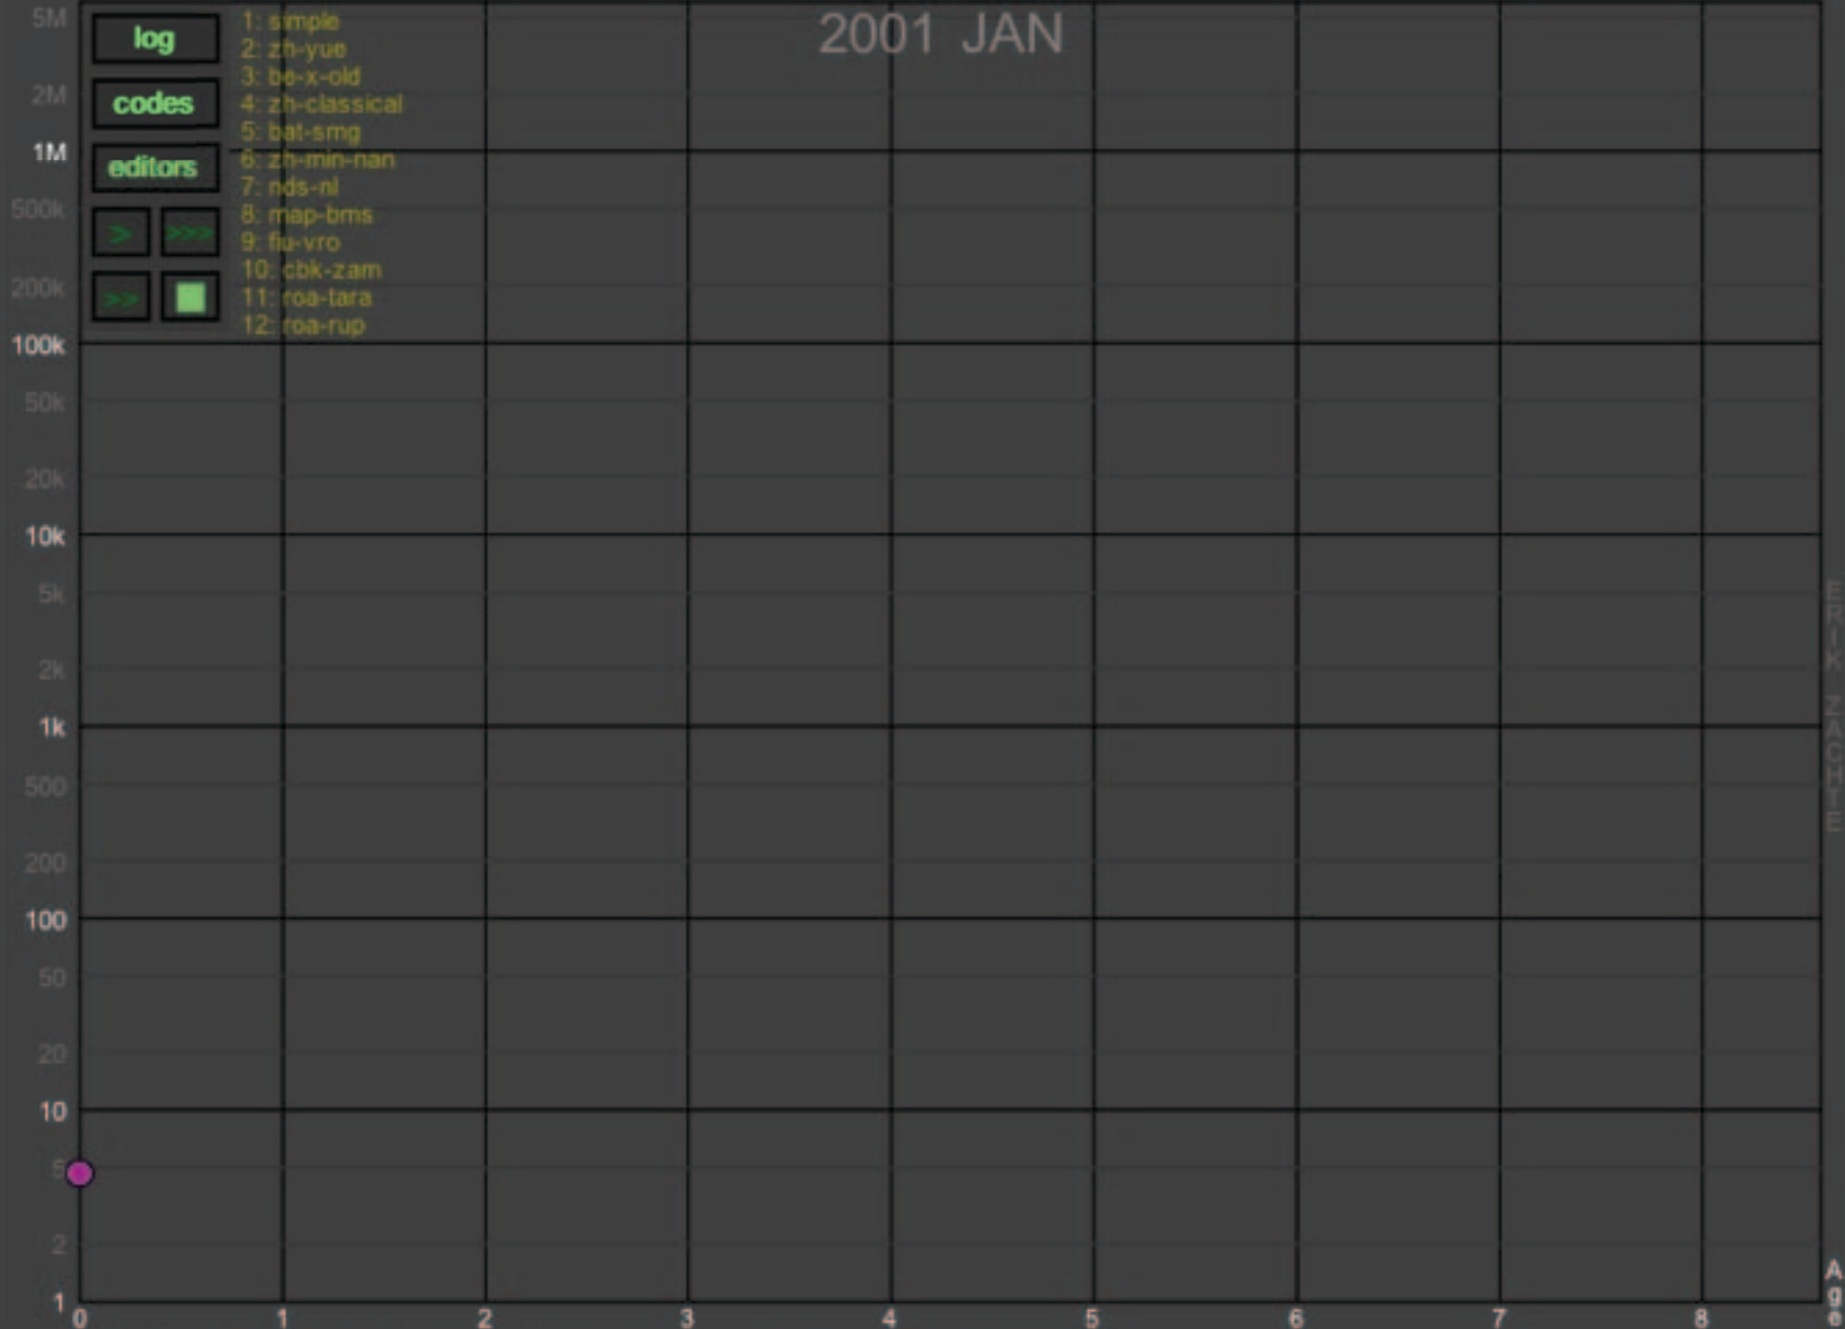 2001 JAN
log
codes
editors
>
>>>
>>
1: simple
2: zh-yue
3: be-x-old
4: zh-classical
5: bat-smg
6: zh-min-nan
7: nds-nl
8: map-bms
9: fiu-vro
10: cbk-zam
11: roa-tara
12: roa-rup
5M
2M
1M
500k
200k
100k
50k
20k
10k
5k
2k
1k
500
200
100
50
20
10
5
2
1
0 1 2 3 4 5 6 7 8
ERIK ZACHTE
Age